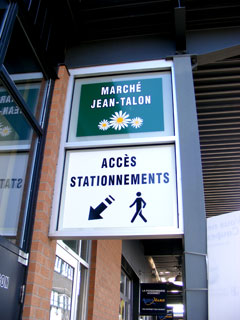 MARCHÉ
JEAN-TALON
ACCÈS
STATIONNEMENTS